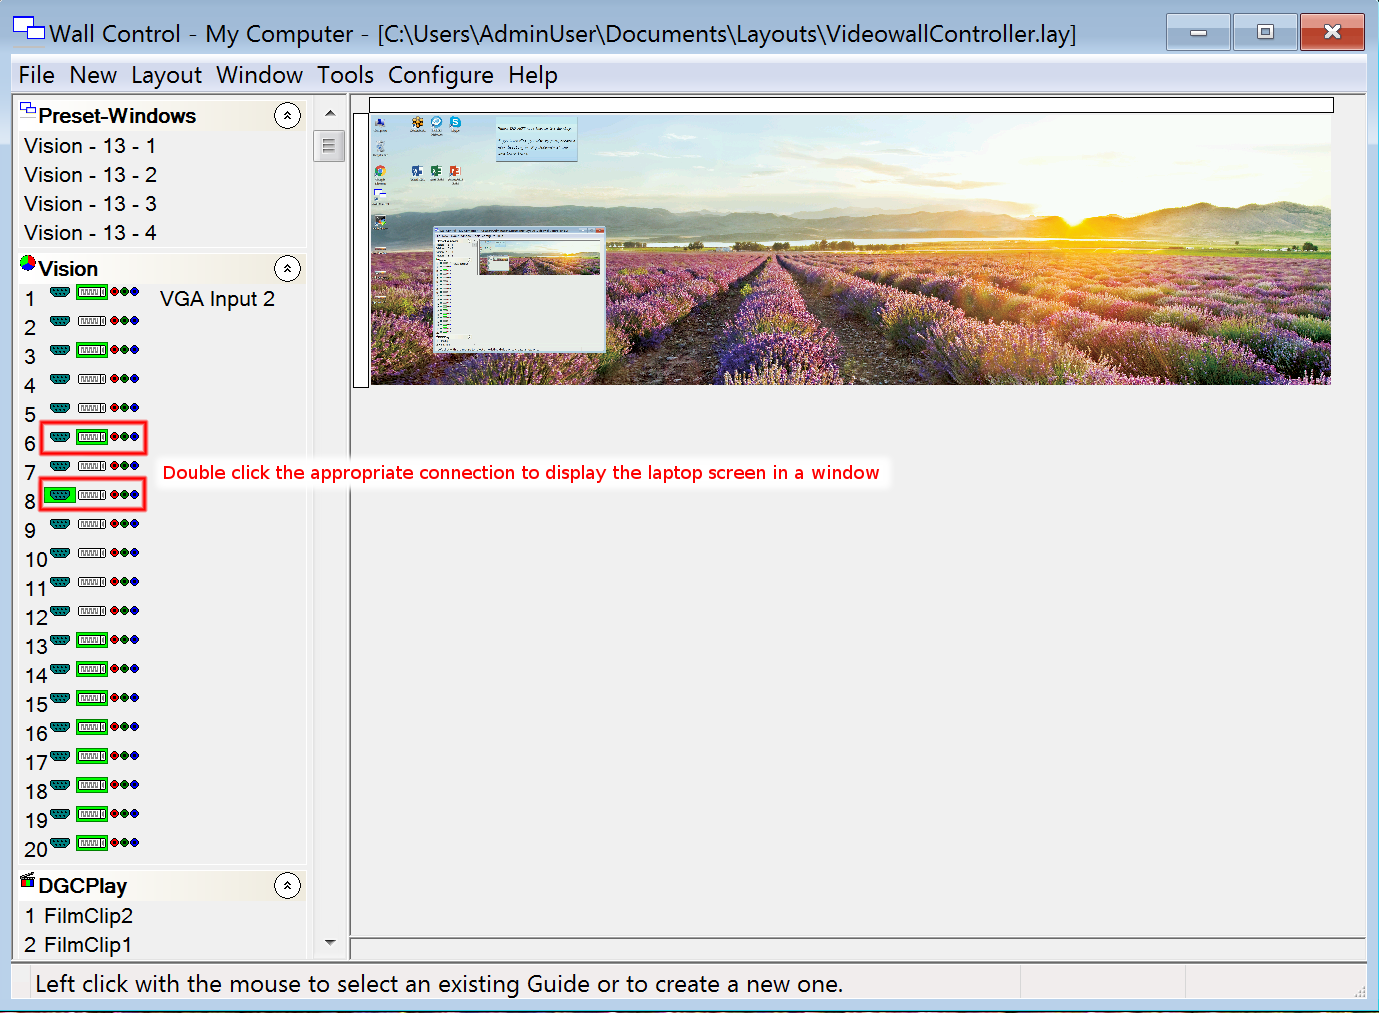 Wall Control - My Computer - [C:\Users\AdminUser\Documents\Layouts\VideowallController.lay]
File New Layout Window Tools Configure Help
Preset-Windows
Vision - 13 - 1
Vision - 13 - 2
Vision - 13 - 3
Vision - 13 - 4
Vision
1 VGA Input 2
2
3
4
5
6
7
Double click the appropriate connection to display the laptop screen in a window
8
9
10
11
12
13
14
15
16
17
18
19
20
DGCPlay
1 FilmClip2
2 FilmClip1
Left click with the mouse to select an existing Guide or to create a new one.